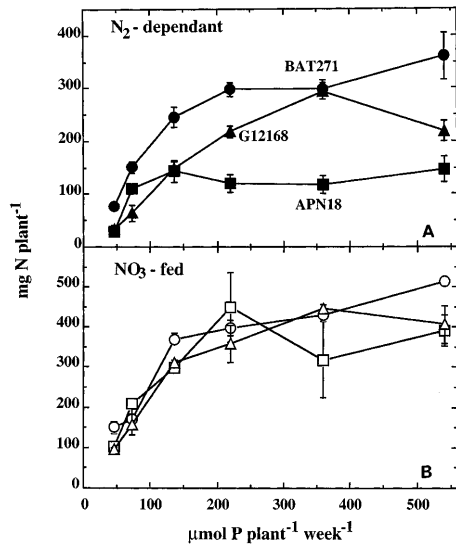 N2 - dependant
400
300
200
100
0
BAT271
G12168
APN18
A
mg N plant-1
NO3 - fed
500
400
300
200
100
0
B
0 100 200 300 400 500
µmol P plant-1 week-1